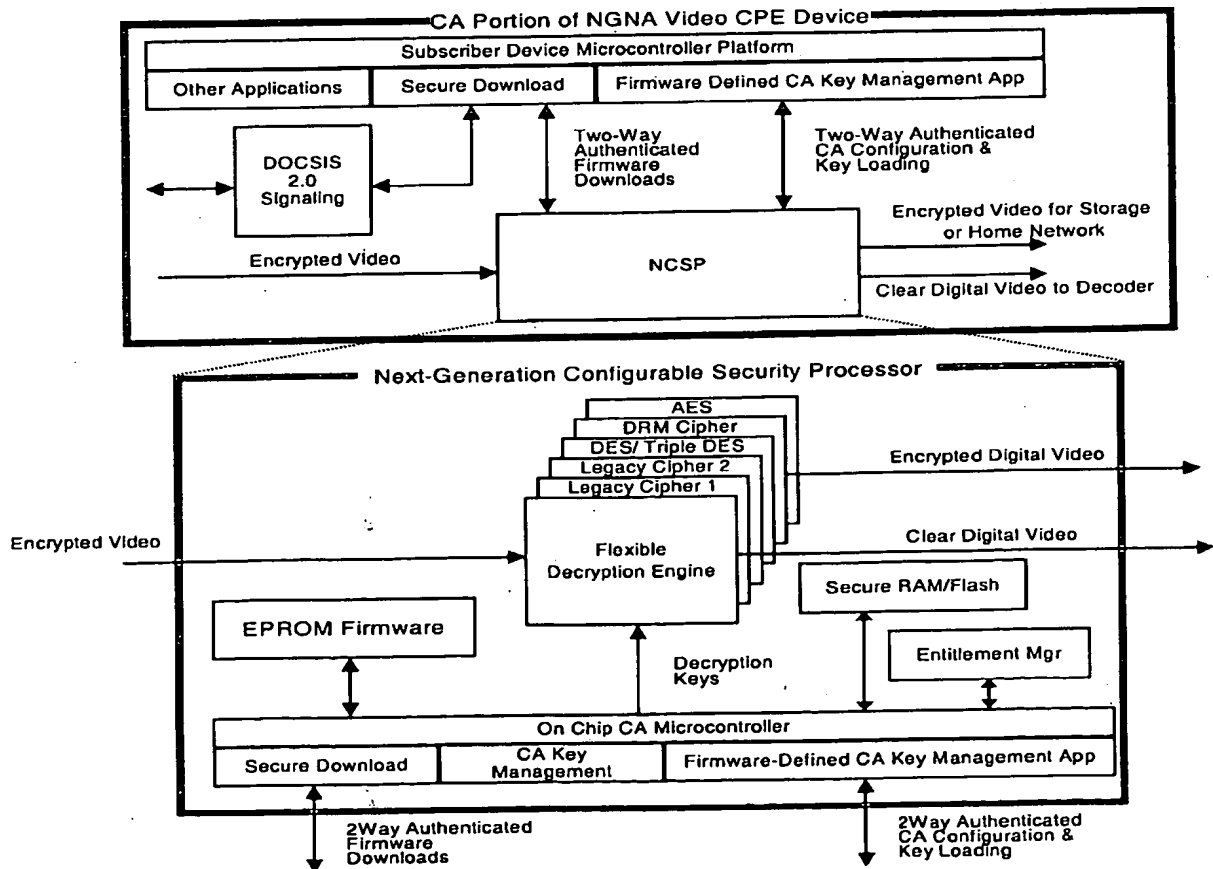 CA Portion of NGNA Video CPE Device
Subscriber Device Microcontroller Platform
Other Applications
Secure Download
Firmware Defined CA Key Management App
DOCSIS
2.0
Signaling
Two-Way
Authenticated
Firmware
Downloads
Two-Way Authenticated
CA Configuration &
Key Loading
Encrypted Video
NCSP
Encrypted Video for Storage
or Home Network
Clear Digital Video to Decoder
Next-Generation Configurable Security Processor
AES
DRM Cipher
DES/ Triple DES
Legacy Cipher 2
Legacy Cipher 1
Flexible
Decryption Engine
Encrypted Digital Video
Encrypted Video
Clear Digital Video
Secure RAM/Flash
EPROM Firmware
Decryption
Keys
Entitlement Mgr
On Chip CA Microcontroller
Secure Download
CA Key
Management
Firmware-Defined CA Key Management App
2Way Authenticated
Firmware
Downloads
2Way Authenticated
CA Configuration &
Key Loading